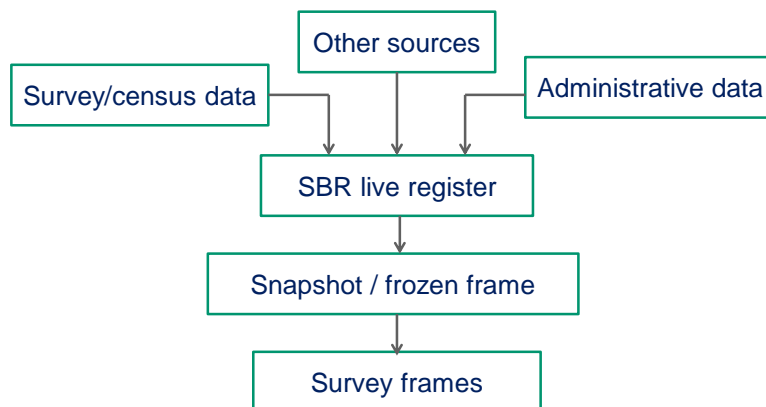 Other sources
Survey/census data
Administrative data
SBR live register
Snapshot / frozen frame
Survey frames